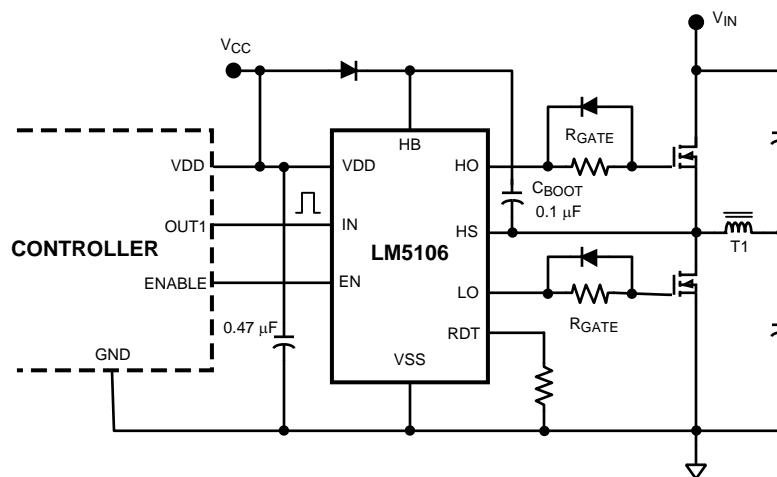 VCC
VIN
VDD
OUT1
CONTROLLER
ENABLE
GND
0.47 μF
HB
VDD
IN
LM5106
EN
VSS
HO
HS
LO
RDT
RGATE
CBOOT
0.1 μF
T1
RGATE